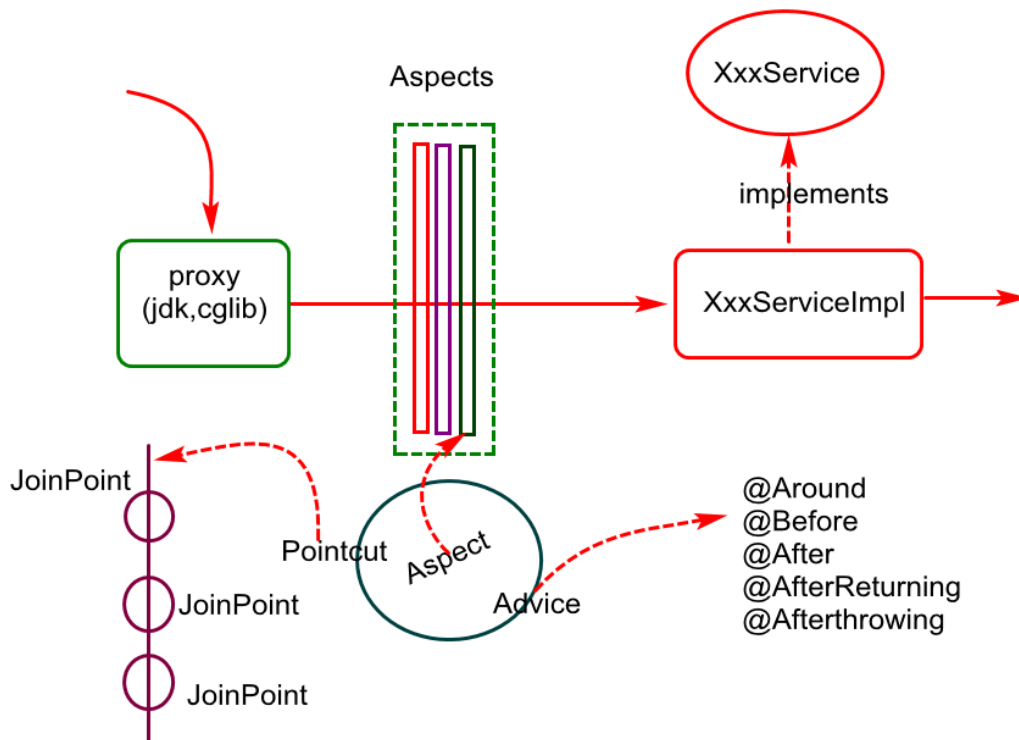 XxxService
Aspects
implements
proxy
(jdk,cglib)
XxxServiceImpl
JoinPoint
Pointcut
Aspect
Advice
@Around
@Before
@After
@AfterReturning
@Afterthrowing
JoinPoint
JoinPoint